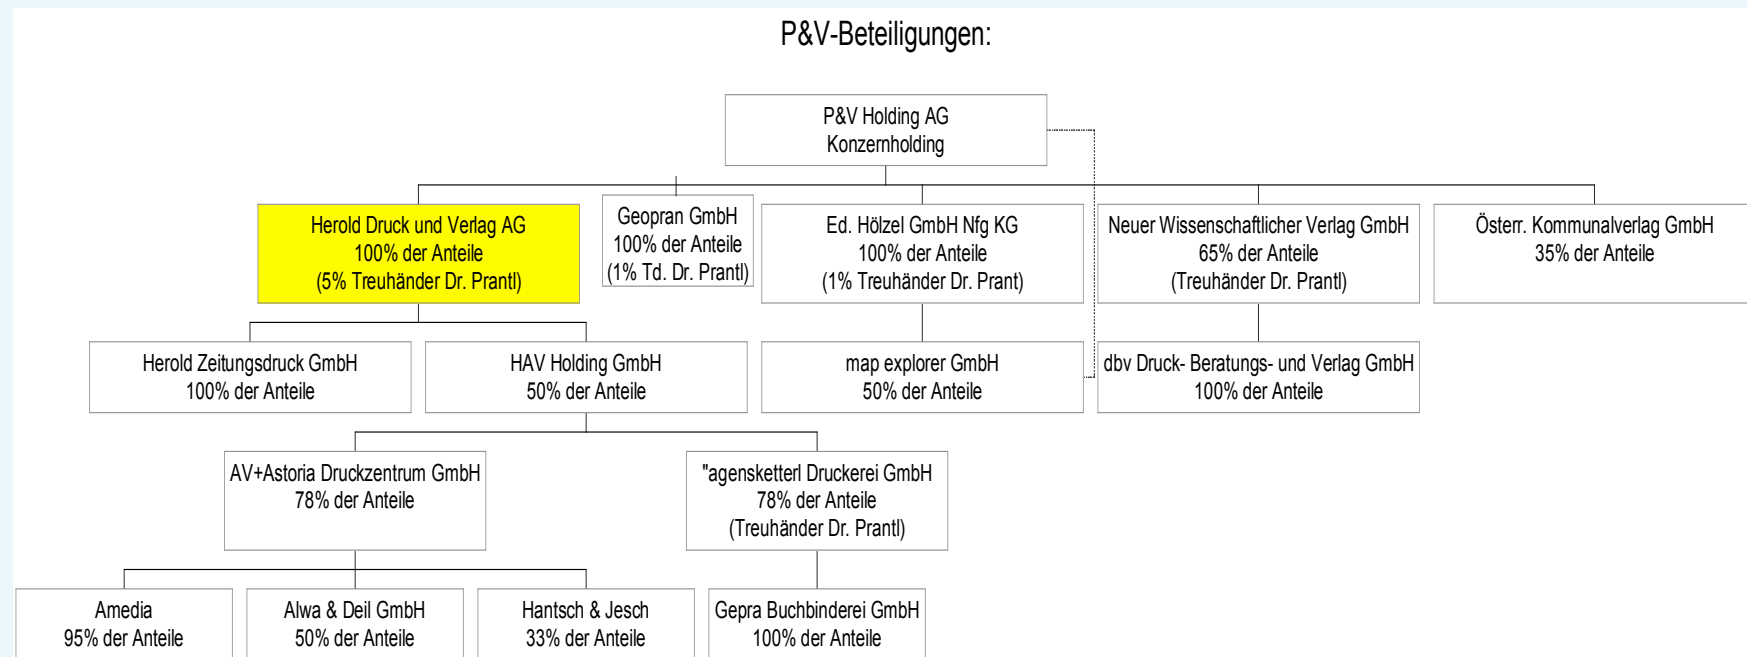 P&V-Beteiligungen:
P&V Holding AG
Konzernholding
Herold Druck und Verlag AG
100% der Anteile
(5% Treuhänder Dr. Prantl)
Geopran GmbH
100% der Anteile
(1% Td. Dr. Prantl)
Ed. Hölzel GmbH Nfg KG
100% der Anteile
(1% Treuhänder Dr. Prant)
Neuer Wissenschaftlicher Verlag GmbH
65% der Anteile
(Treuhänder Dr. Prantl)
Österr. Kommunalverlag GmbH
35% der Anteile
Herold Zeitungsdruck GmbH
100% der Anteile
HAV Holding GmbH
50% der Anteile
map explorer GmbH
50% der Anteile
dbv Druck- Beratungs- und Verlag GmbH
100% der Anteile
AV+Astoria Druckzentrum GmbH
78% der Anteile
"agensketterl Druckerei GmbH
78% der Anteile
(Treuhänder Dr. Prantl)
Amedia
95% der Anteile
Alwa & Deil GmbH
50% der Anteile
Hantsch & Jesch
33% der Anteile
Gepra Buchbinderei GmbH
100% der Anteile